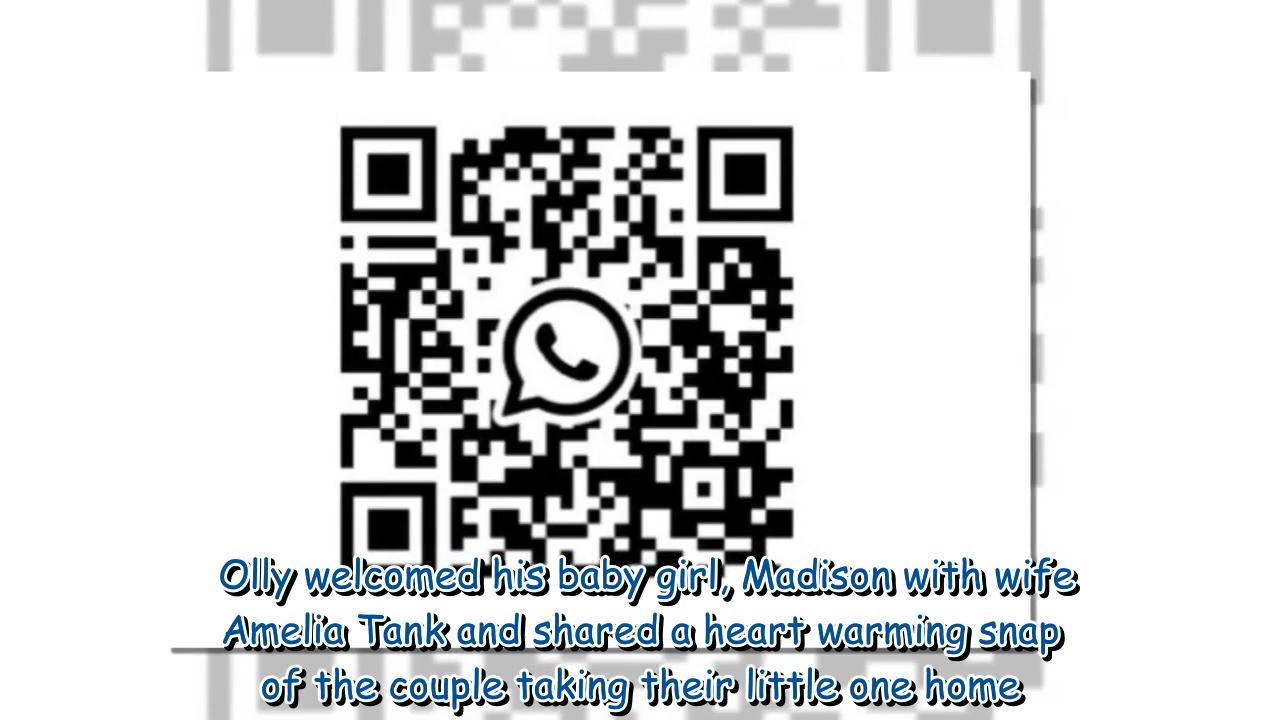 Olly welcomed his baby girl, Madison with wife
Amelia Tank and shared a heart warming snap
of the couple taking their little one home